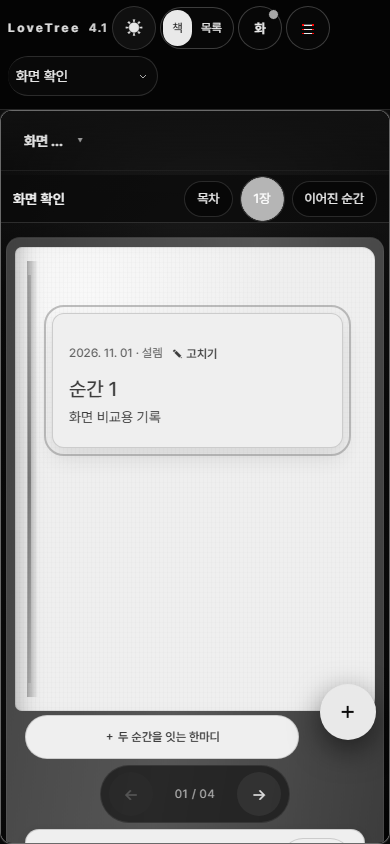 LoveTree 4.1
책 목록 화
화면 확인
화면 ...
화면 확인 목차 1장 이어진 순간
2026. 11. 01 · 설렘 고치기
순간 1
화면 비교용 기록
+
+ 두 순간을 잇는 한마디
← 01 / 04 →